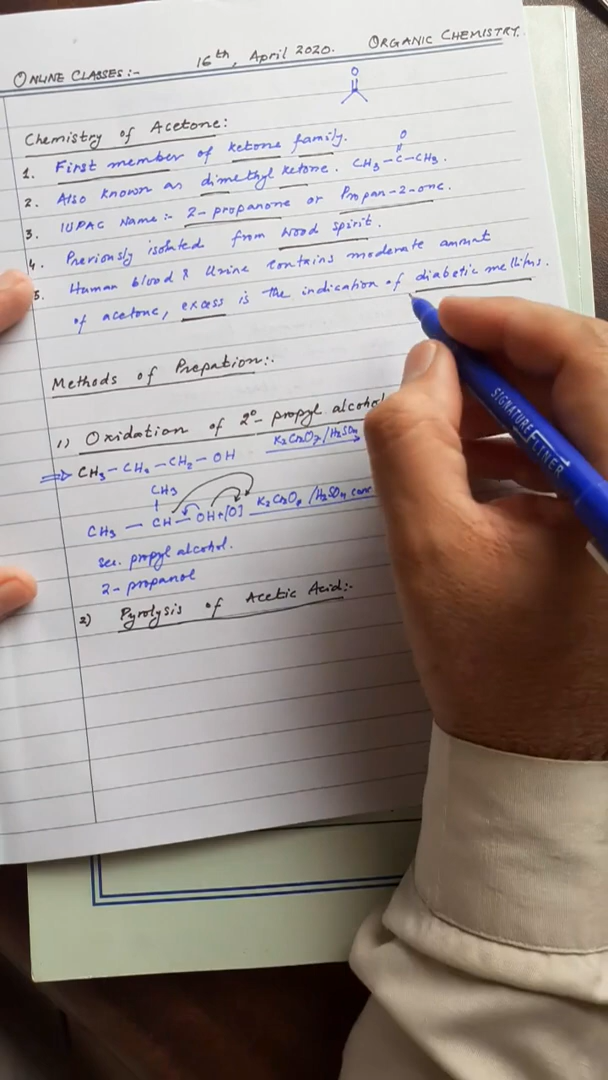 ONLINE CLASSES:- 16th, April 2020. ORGANIC CHEMISTRY.
O
Chemistry of Acetone:
1. First member of ketone family.
O
2. Also known as dimethyl ketone. CH3-C-CH3.
3. IUPAC Name:- 2-propanone or Propan-2-one.
4. Previously isolated from wood spirit.
5. Human blood & Urine contains moderate amount
of acetone, excess is the indication of diabetic mellitus.
Methods of Prepation:-
1) Oxidation of 2°-propyl alcohol
⇒ CH3-CH2-CH2-OH K2Cr2O7/H2SO4
CH3
CH3 - CH - OH+[O] K2Cr2O7/H2SO4 conc
sec. propyl alcohol.
2-propanol
2) Pyrolysis of Acetic Acid:-
SIGNATURE FLINER